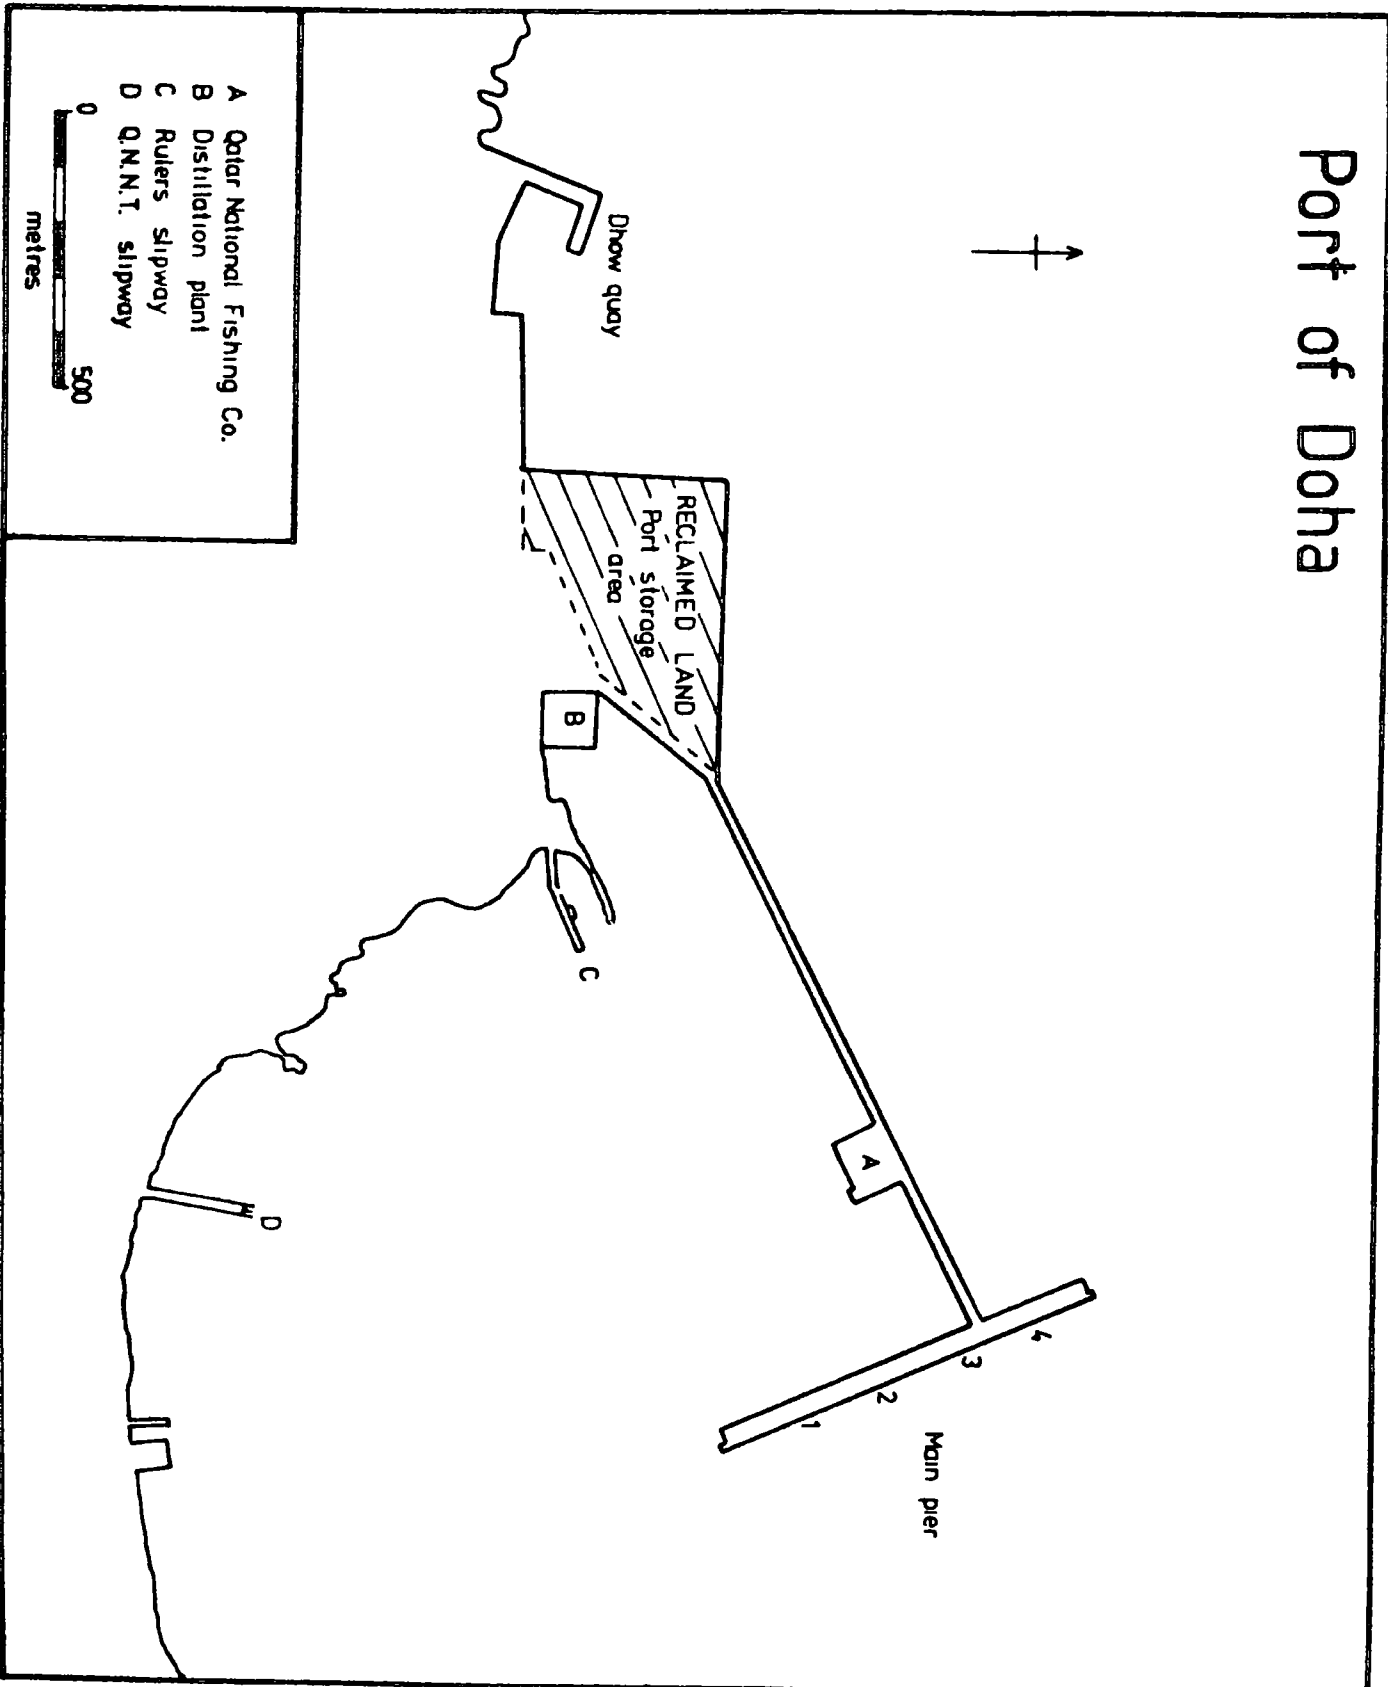 Port of Doha
Dhow quay
RECLAIMED LAND
Port storage
area
B
C
A
D
4
3
2
1
Main pier
A Qatar National Fishing Co.
B Distillation plant
C Rulers slipway
D Q.N.N.T. slipway
0 500
metres